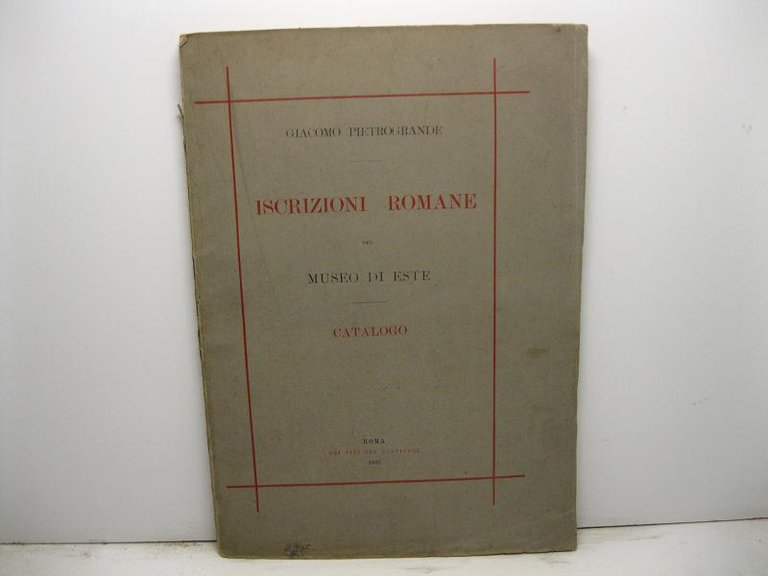 GIACOMO PIETROGRANDE
ISCRIZIONI ROMANE
DEL
MUSEO DI ESTE
CATALOGO
ROMA